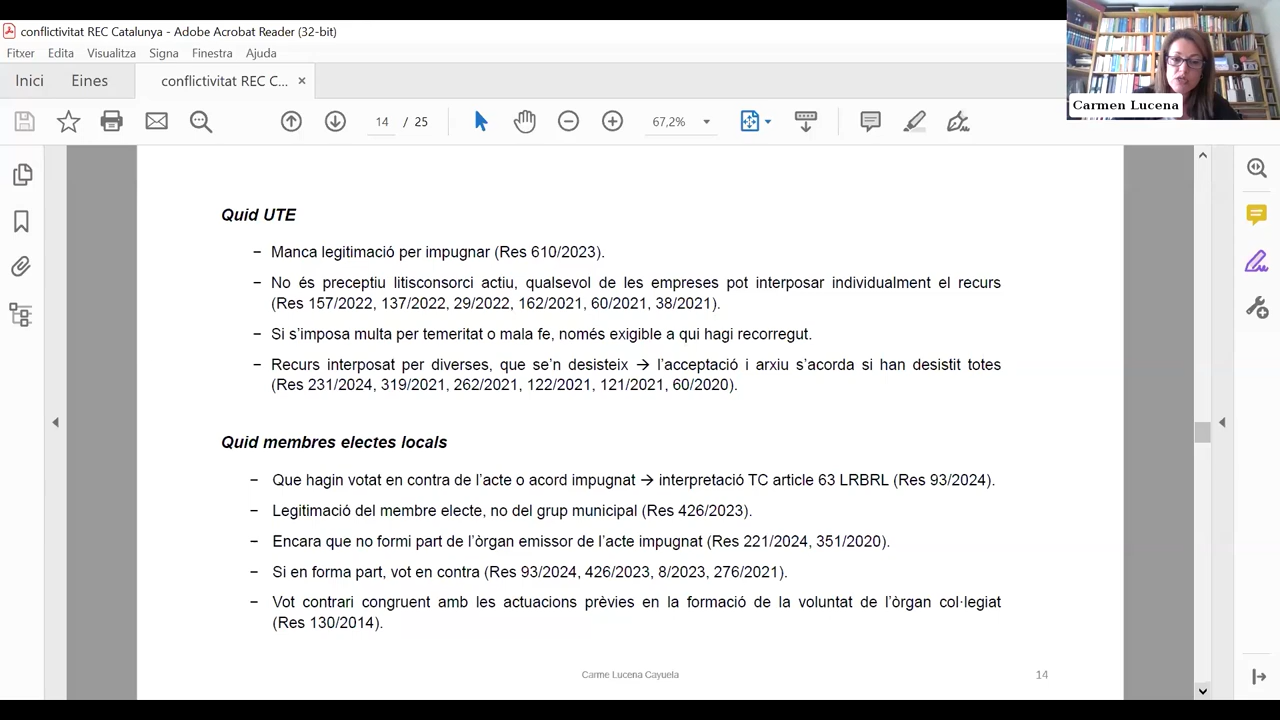 conflictivitat REC Catalunya - Adobe Acrobat Reader (32-bit)
Fitxer Edita Visualitza Signa Finestra Ajuda
Inici Eines conflictivitat REC C... ×
14 / 25 67,2%
Carmen Lucena
Quid UTE
− Manca legitimació per impugnar (Res 610/2023).
− No és preceptiu litisconsorci actiu, qualsevol de les empreses pot interposar individualment el recurs
(Res 157/2022, 137/2022, 29/2022, 162/2021, 60/2021, 38/2021).
− Si s’imposa multa per temeritat o mala fe, només exigible a qui hagi recorregut.
− Recurs interposat per diverses, que se’n desisteix → l’acceptació i arxiu s’acorda si han desistit totes
(Res 231/2024, 319/2021, 262/2021, 122/2021, 121/2021, 60/2020).
Quid membres electes locals
− Que hagin votat en contra de l’acte o acord impugnat → interpretació TC article 63 LRBRL (Res 93/2024).
− Legitimació del membre electe, no del grup municipal (Res 426/2023).
− Encara que no formi part de l’òrgan emissor de l’acte impugnat (Res 221/2024, 351/2020).
− Si en forma part, vot en contra (Res 93/2024, 426/2023, 8/2023, 276/2021).
− Vot contrari congruent amb les actuacions prèvies en la formació de la voluntat de l’òrgan col·legiat
(Res 130/2014).
Carme Lucena Cayuela 14